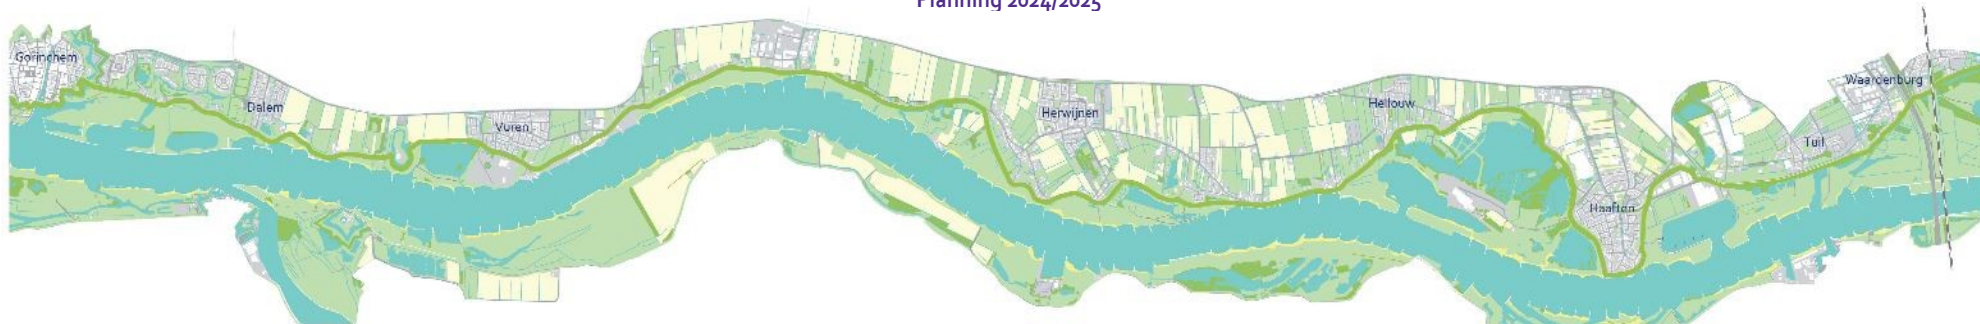 Planning 2024/2025
Gorinchem
Dalem
Vuren
Herwijnen
Hellouw
Haaften
Tuil
Waardenburg